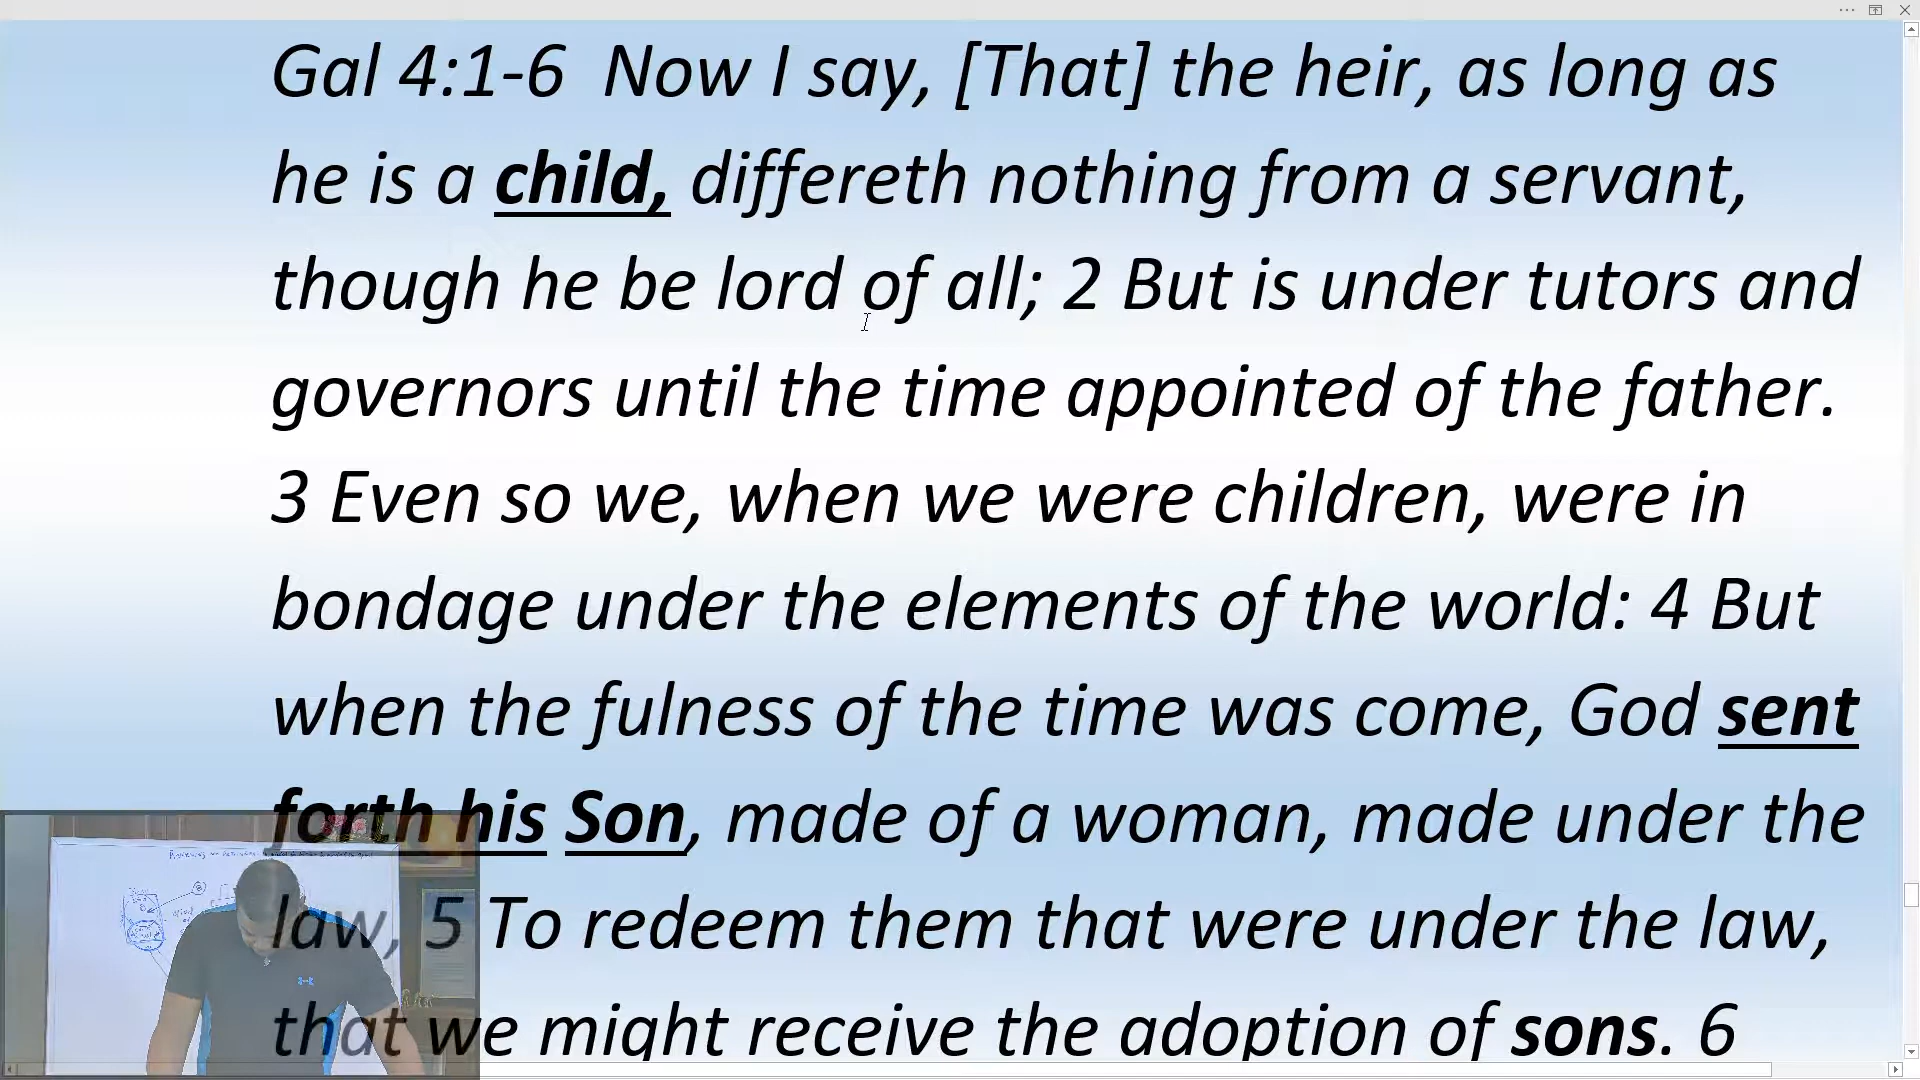 Gal 4:1-6  Now I say, [That] the heir, as long as
he is a child, differeth nothing from a servant,
though he be lord of all; 2 But is under tutors and
governors until the time appointed of the father.
3 Even so we, when we were children, were in
bondage under the elements of the world: 4 But
when the fulness of the time was come, God sent
forth his Son, made of a woman, made under the
law, 5 To redeem them that were under the law,
that we might receive the adoption of sons. 6